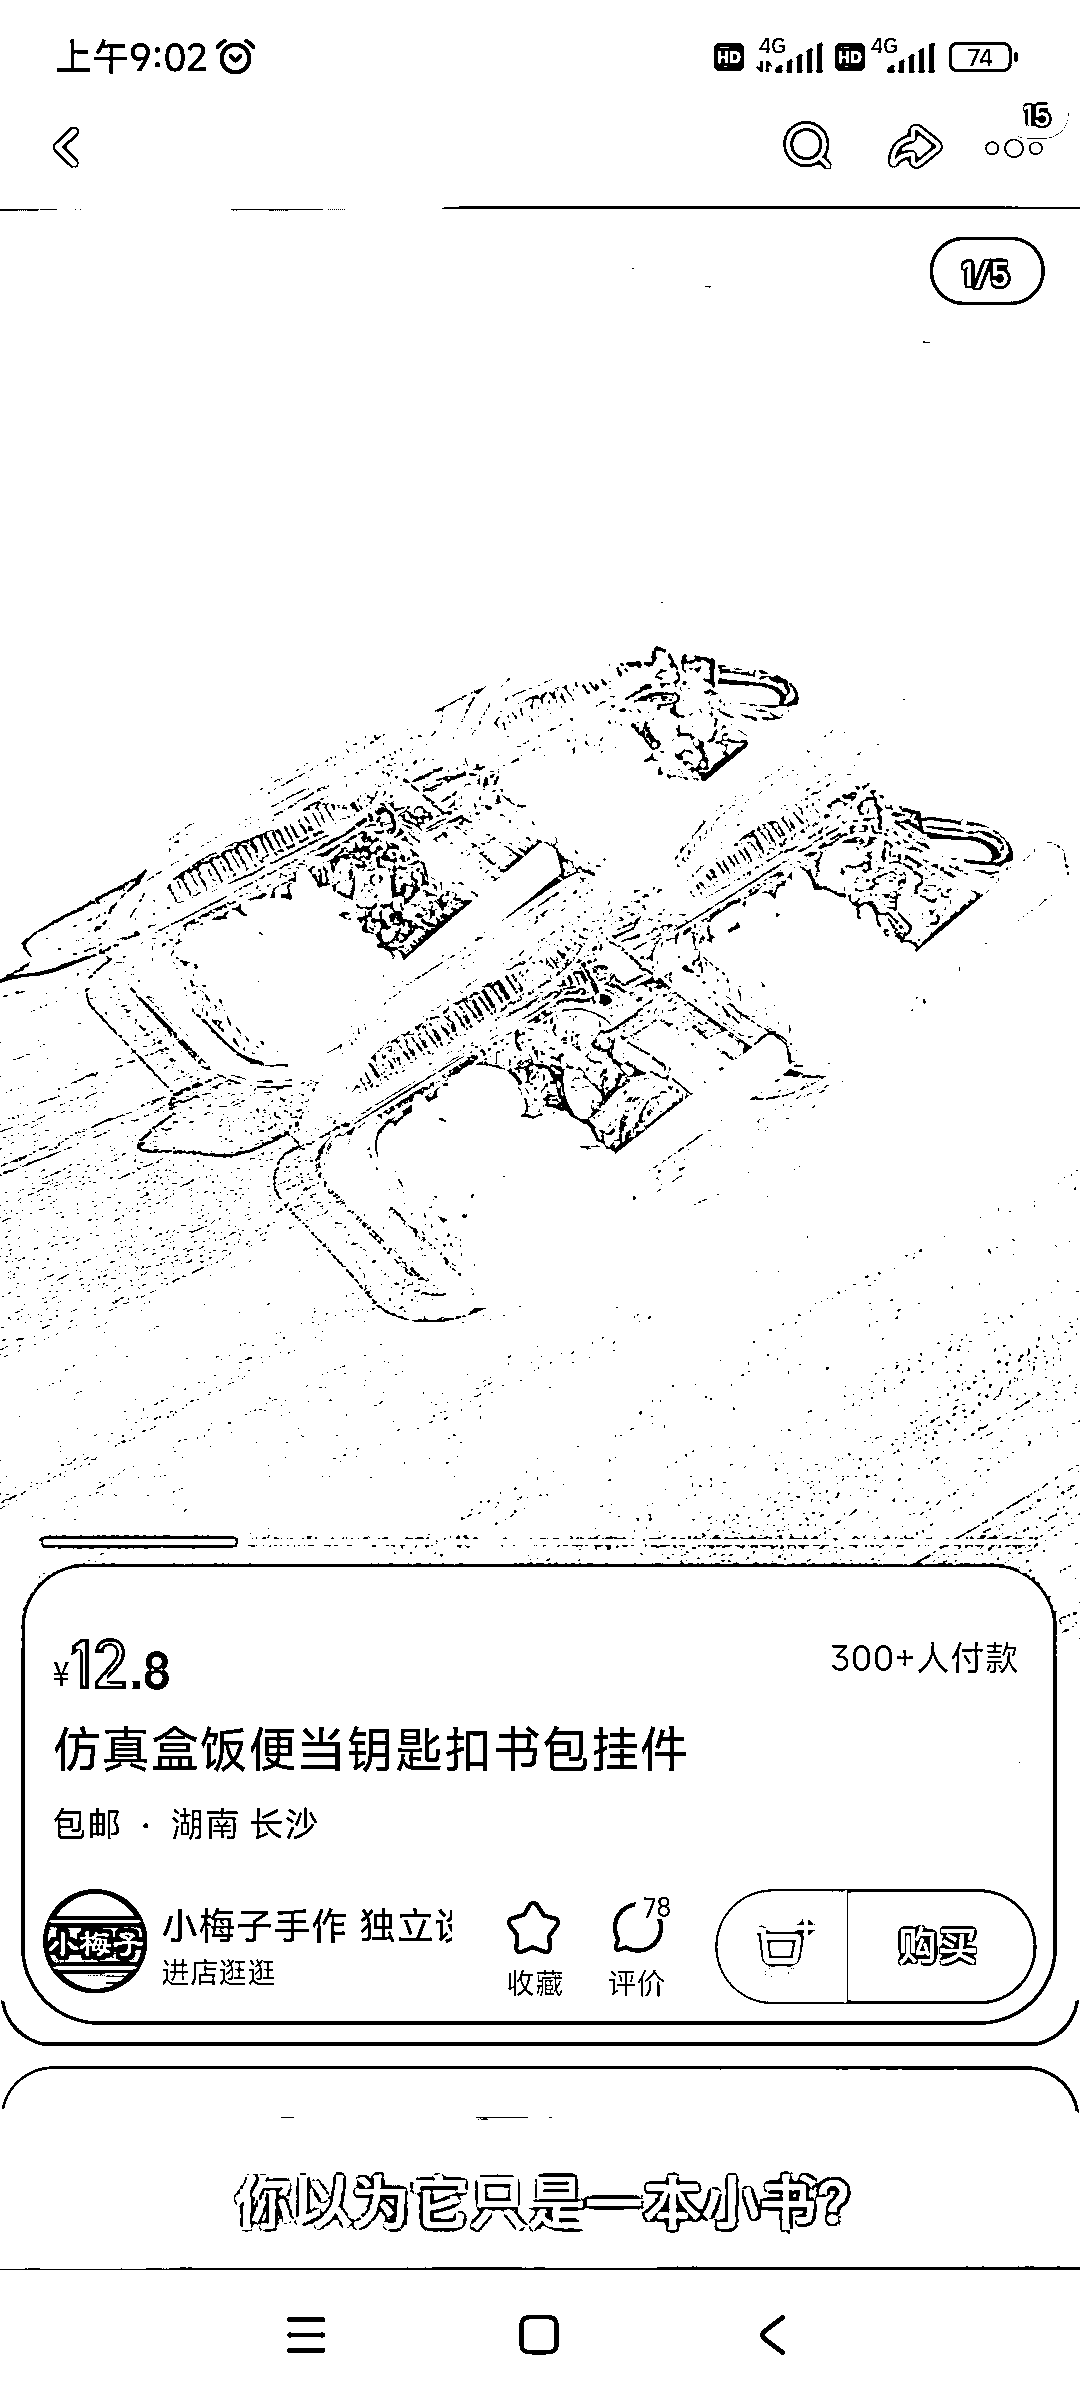 上午9:02
HD 4G HD 4G 74
15
1/5
¥12.8
300+人付款
仿真盒饭便当钥匙扣书包挂件
包邮 · 湖南 长沙
小梅子
小梅子手作 独立
进店逛逛
收藏
78
评价
购买
你以为它只是一本小书?